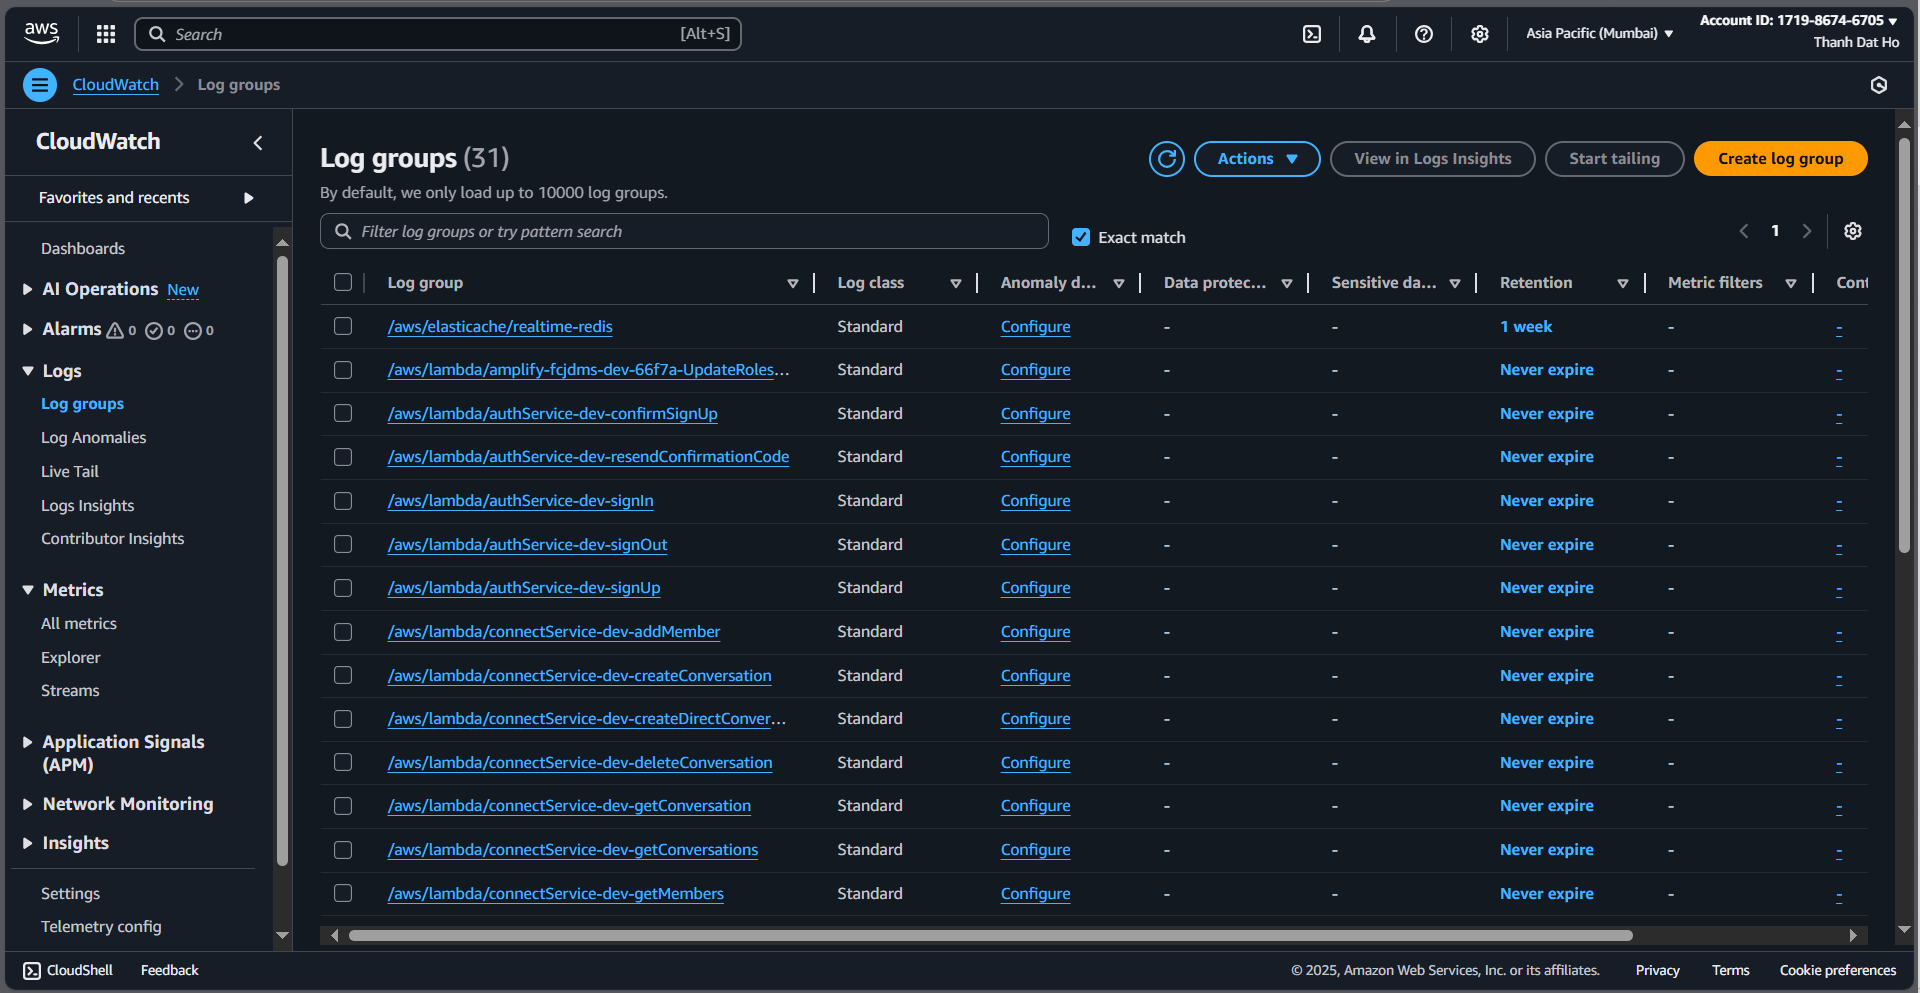 aws
Search [Alt+S]
Asia Pacific (Mumbai) ▼
Account ID: 1719-8674-6705 ▼
Thanh Dat Ho
CloudWatch > Log groups
CloudWatch
Favorites and recents
Dashboards
AI Operations New
Alarms 0 0 0
Logs
Log groups
Log Anomalies
Live Tail
Logs Insights
Contributor Insights
Metrics
All metrics
Explorer
Streams
Application Signals
(APM)
Network Monitoring
Insights
Settings
Telemetry config
Log groups (31)
Actions ▼ View in Logs Insights Start tailing Create log group
By default, we only load up to 10000 log groups.
Filter log groups or try pattern search
Exact match
1
Log group Log class Anomaly d... Data protec... Sensitive da... Retention Metric filters Cont
/aws/elasticache/realtime-redis Standard Configure - - 1 week - -
/aws/lambda/amplify-fcjdms-dev-66f7a-UpdateRoles... Standard Configure - - Never expire - -
/aws/lambda/authService-dev-confirmSignUp Standard Configure - - Never expire - -
/aws/lambda/authService-dev-resendConfirmationCode Standard Configure - - Never expire - -
/aws/lambda/authService-dev-signIn Standard Configure - - Never expire - -
/aws/lambda/authService-dev-signOut Standard Configure - - Never expire - -
/aws/lambda/authService-dev-signUp Standard Configure - - Never expire - -
/aws/lambda/connectService-dev-addMember Standard Configure - - Never expire - -
/aws/lambda/connectService-dev-createConversation Standard Configure - - Never expire - -
/aws/lambda/connectService-dev-createDirectConver... Standard Configure - - Never expire - -
/aws/lambda/connectService-dev-deleteConversation Standard Configure - - Never expire - -
/aws/lambda/connectService-dev-getConversation Standard Configure - - Never expire - -
/aws/lambda/connectService-dev-getConversations Standard Configure - - Never expire - -
/aws/lambda/connectService-dev-getMembers Standard Configure - - Never expire - -
CloudShell Feedback © 2025, Amazon Web Services, Inc. or its affiliates. Privacy Terms Cookie preferences